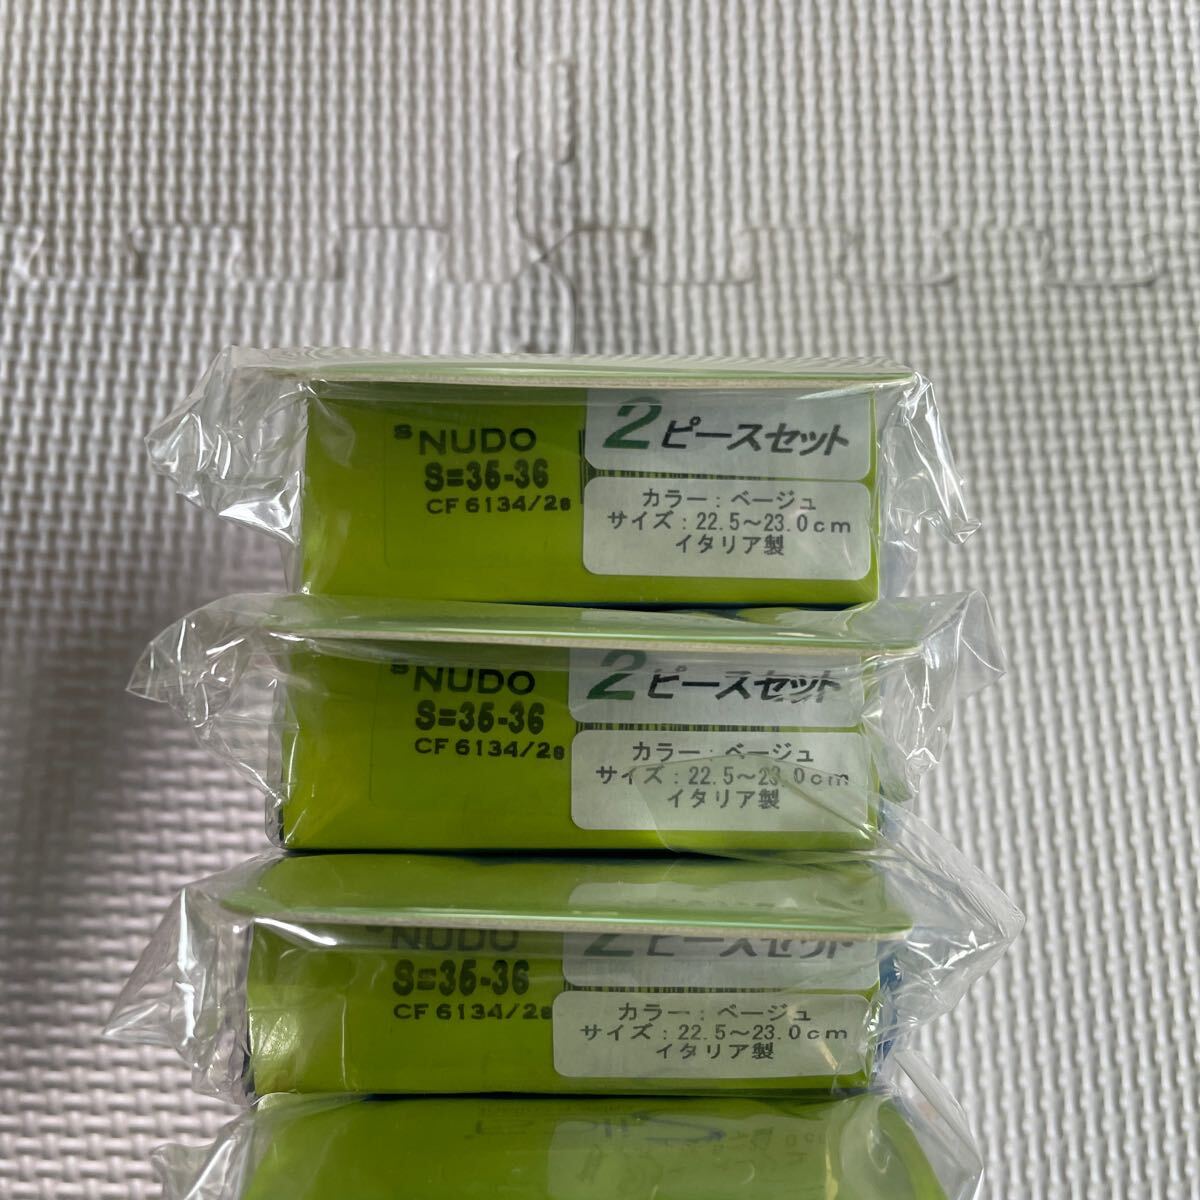 s NUDO
S=35-36
CF 6134/2s
2ピースセット
カラー：ベージュ
サイズ：22.5～23.0cm
イタリア製
s NUDO
S=35-36
CF 6134/2s
2ピースセット
カラー：ベージュ
サイズ：22.5～23.0cm
イタリア製
s NUDO
S=35-36
CF 6134/2s
2ピースセット
カラー：ベージュ
サイズ：22.5～23.0cm
イタリア製